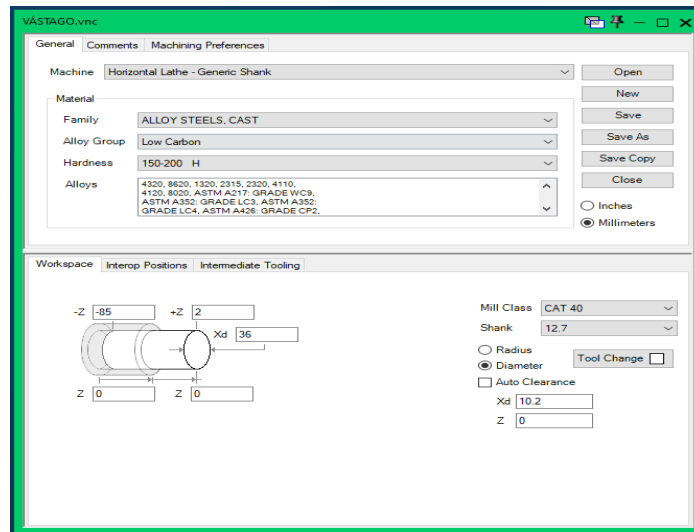 VÁSTAGO.vnc
General Comments Machining Preferences
Machine Horizontal Lathe - Generic Shank
Open
New
Material
Family ALLOY STEELS, CAST
Save
Alloy Group Low Carbon
Save As
Hardness 150-200 H
Save Copy
Alloys 4320, 8620, 1320, 2315, 2320, 4110,
4120, 8020, ASTM A217: GRADE WC9,
ASTM A352: GRADE LC3, ASTM A352:
GRADE LC4, ASTM A426: GRADE CP2,
Close
Inches
Millimeters
Workspace Interop Positions Intermediate Tooling
-Z -85 +Z 2
Xd 36
Z 0 Z 0
Mill Class CAT 40
Shank 12.7
Radius
Diameter
Tool Change
Auto Clearance
Xd 10.2
Z 0